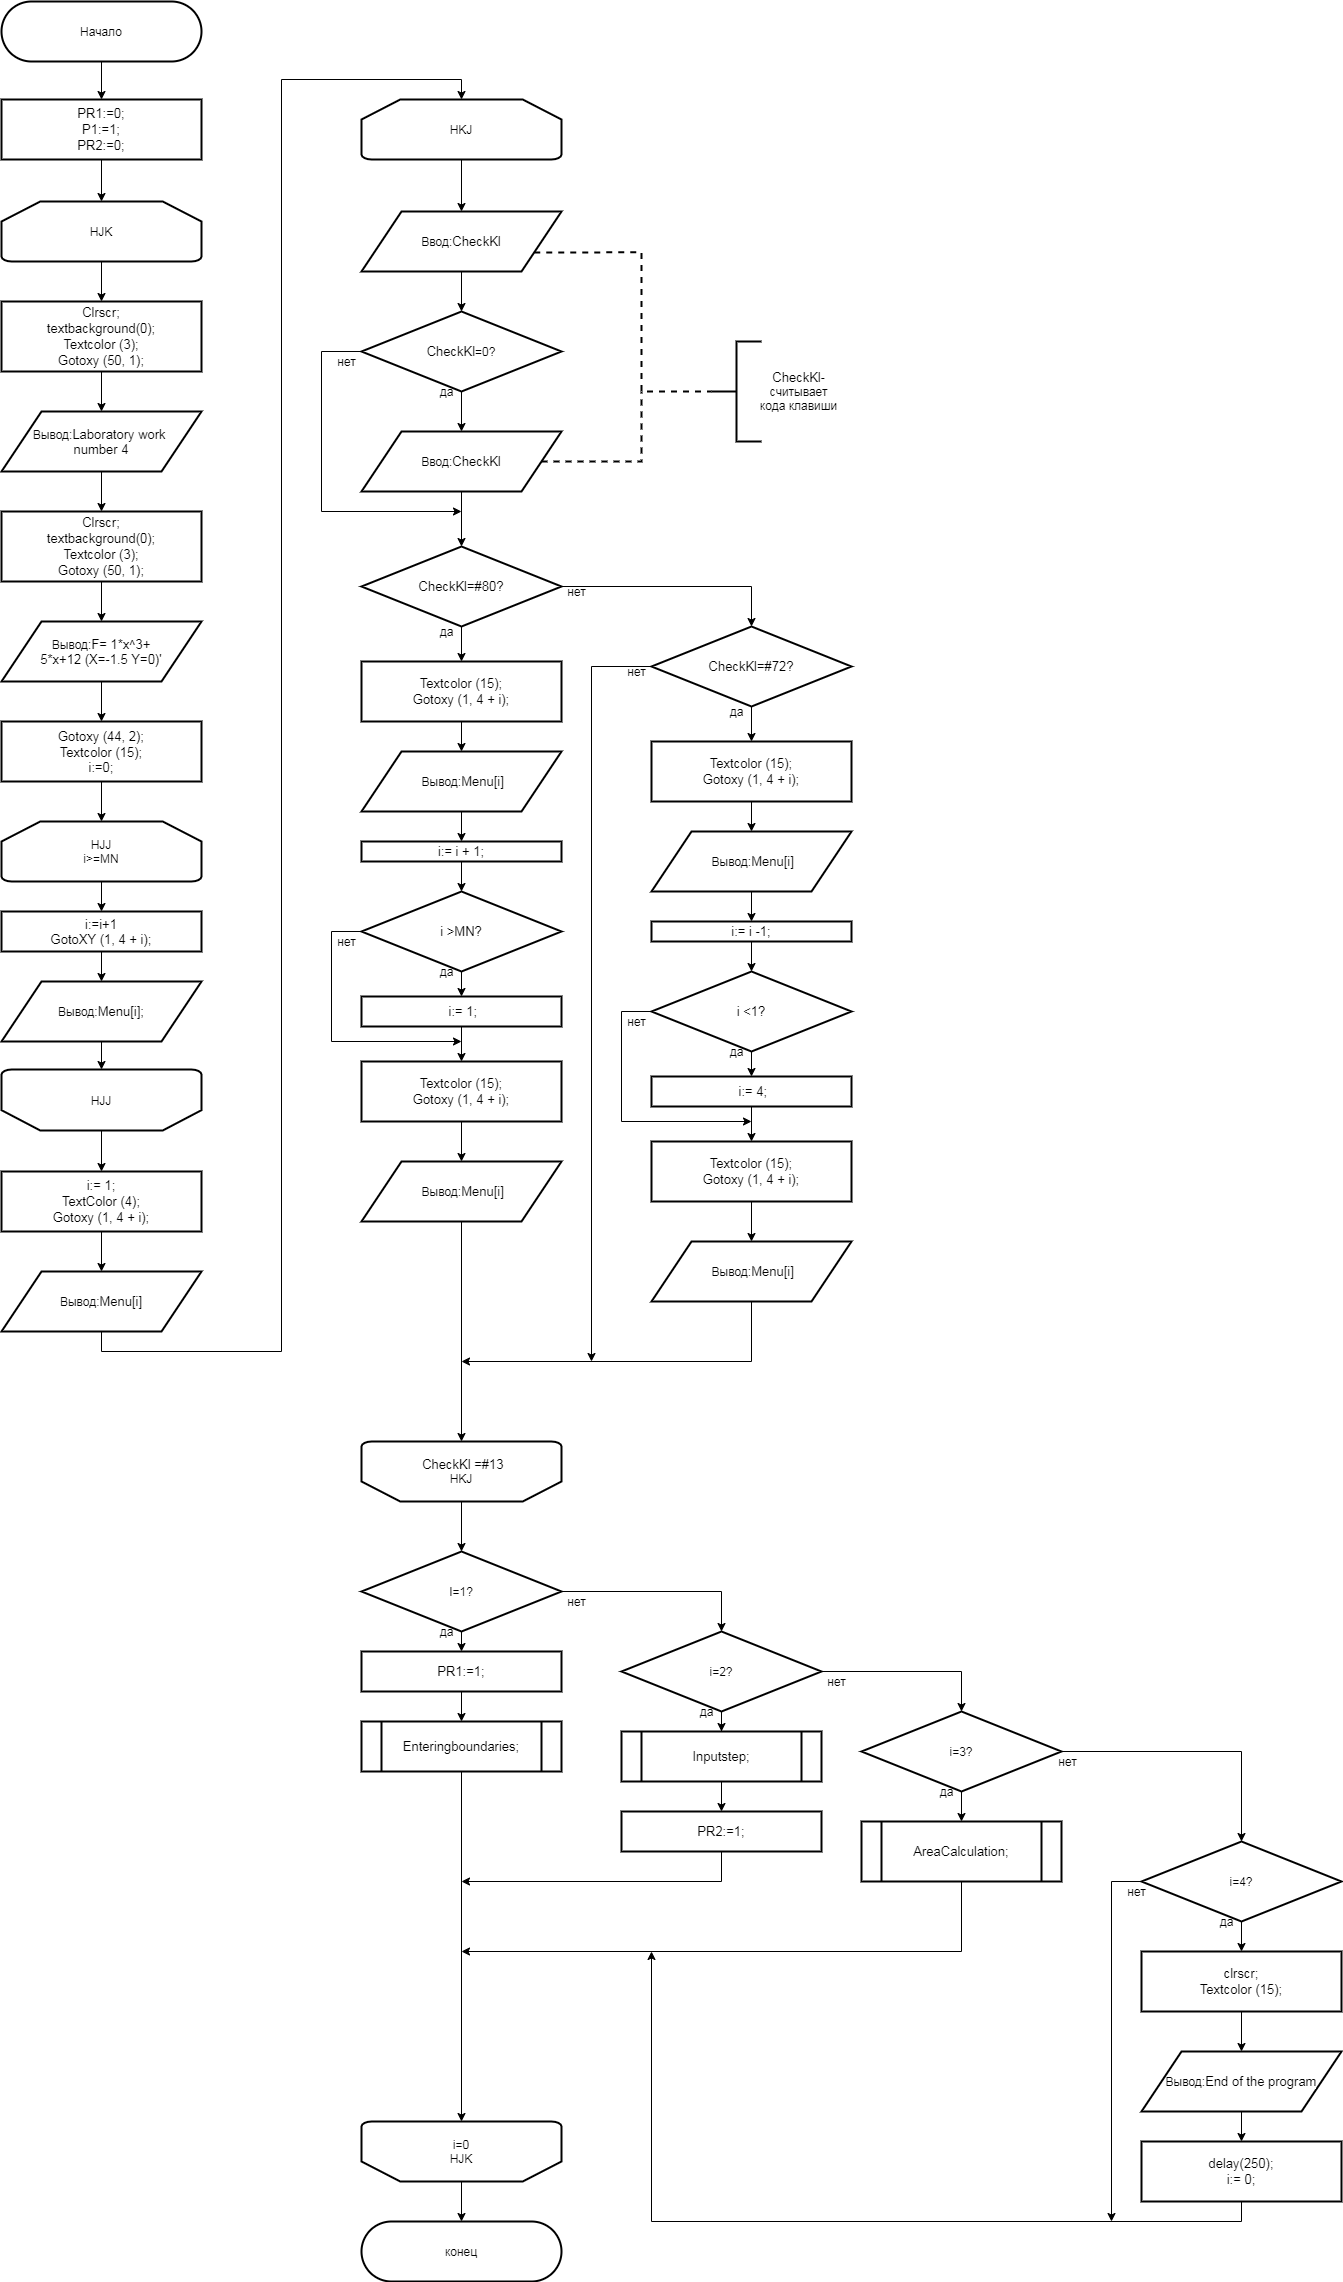 Начало
PR1:=0;
P1:=1;
PR2:=0;
HJK
Clrscr;
textbackground(0);
Textcolor (3);
Gotoxy (50, 1);
Вывод:Laboratory work
number 4
Clrscr;
textbackground(0);
Textcolor (3);
Gotoxy (50, 1);
Вывод:F= 1*x^3+
5*x+12 (X=-1.5 Y=0)'
Gotoxy (44, 2);
Textcolor (15);
i:=0;
HJJ
i>=MN
i:=i+1
GotoXY (1, 4 + i);
Вывод:Menu[i];
HJJ
i:= 1;
TextColor (4);
Gotoxy (1, 4 + i);
Вывод:Menu[i]
HKJ
Ввод:CheckKl
CheckKl=0?
нет
да
Ввод:CheckKl
CheckKl-
считывает
кода клавиши
CheckKl=#80?
нет
да
Textcolor (15);
Gotoxy (1, 4 + i);
Вывод:Menu[i]
i:= i + 1;
i >MN?
нет
да
i:= 1;
Textcolor (15);
Gotoxy (1, 4 + i);
Вывод:Menu[i]
CheckKl=#72?
нет
да
Textcolor (15);
Gotoxy (1, 4 + i);
Вывод:Menu[i]
i:= i -1;
i <1?
нет
да
i:= 4;
Textcolor (15);
Gotoxy (1, 4 + i);
Вывод:Menu[i]
CheckKl =#13
HKJ
I=1?
нет
да
PR1:=1;
Enteringboundaries;
i=2?
нет
да
Inputstep;
PR2:=1;
i=3?
нет
да
AreaCalculation;
i=4?
нет
да
clrscr;
Textcolor (15);
Вывод:End of the program
delay(250);
i:= 0;
i=0
HJK
конец